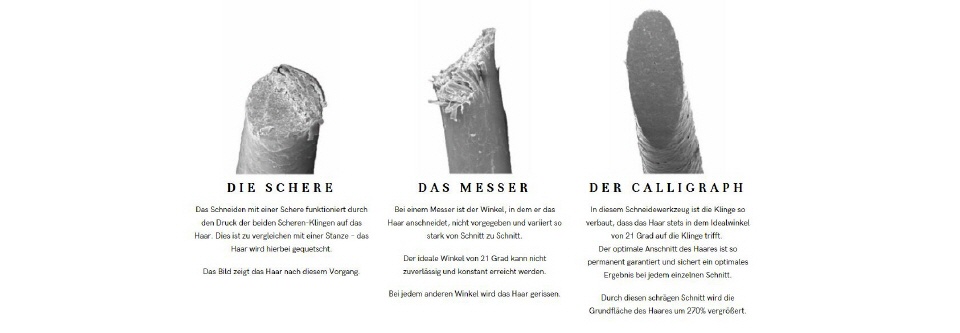 DIE SCHERE
Das Schneiden mit einer Schere funktioniert durch
den Druck der beiden Scheren-Klingen auf das
Haar. Dies ist zu vergleichen mit einer Stanze – das
Haar wird hierbei gequetscht.
Das Bild zeigt das Haar nach diesem Vorgang.
DAS MESSER
Bei einem Messer ist der Winkel, in dem er das
Haar anschneidet, nicht vorgegeben und variiert so
stark von Schnitt zu Schnitt.
Der ideale Winkel von 21 Grad kann nicht
zuverlässig und konstant erreicht werden.
Bei jedem anderen Winkel wird das Haar gerissen.
DER CALLIGRAPH
In diesem Schneidewerkzeug ist die Klinge so
verbaut, dass das Haar stets in dem Idealwinkel
von 21 Grad auf die Klinge trifft.
Der optimale Anschnitt des Haares ist so
permanent garantiert und sichert ein optimales
Ergebnis bei jedem einzelnen Schnitt.
Durch diesen schrägen Schnitt wird die
Grundfläche des Haares um 270% vergrößert.